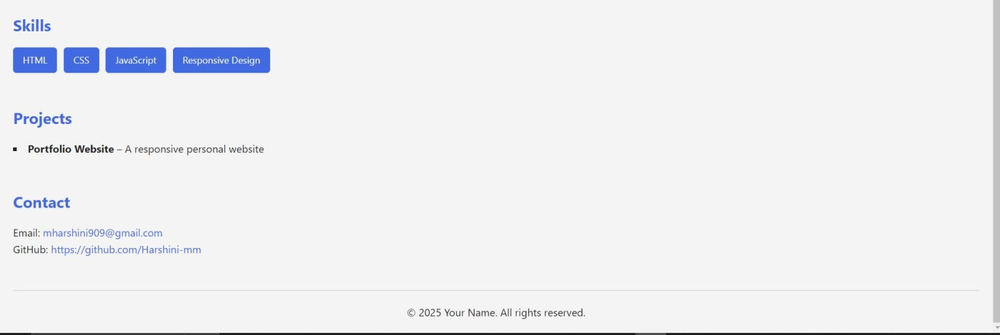 Skills
HTML CSS JavaScript Responsive Design
Projects
Portfolio Website – A responsive personal website
Contact
Email: mharshini909@gmail.com
GitHub: https://github.com/Harshini-mm
© 2025 Your Name. All rights reserved.